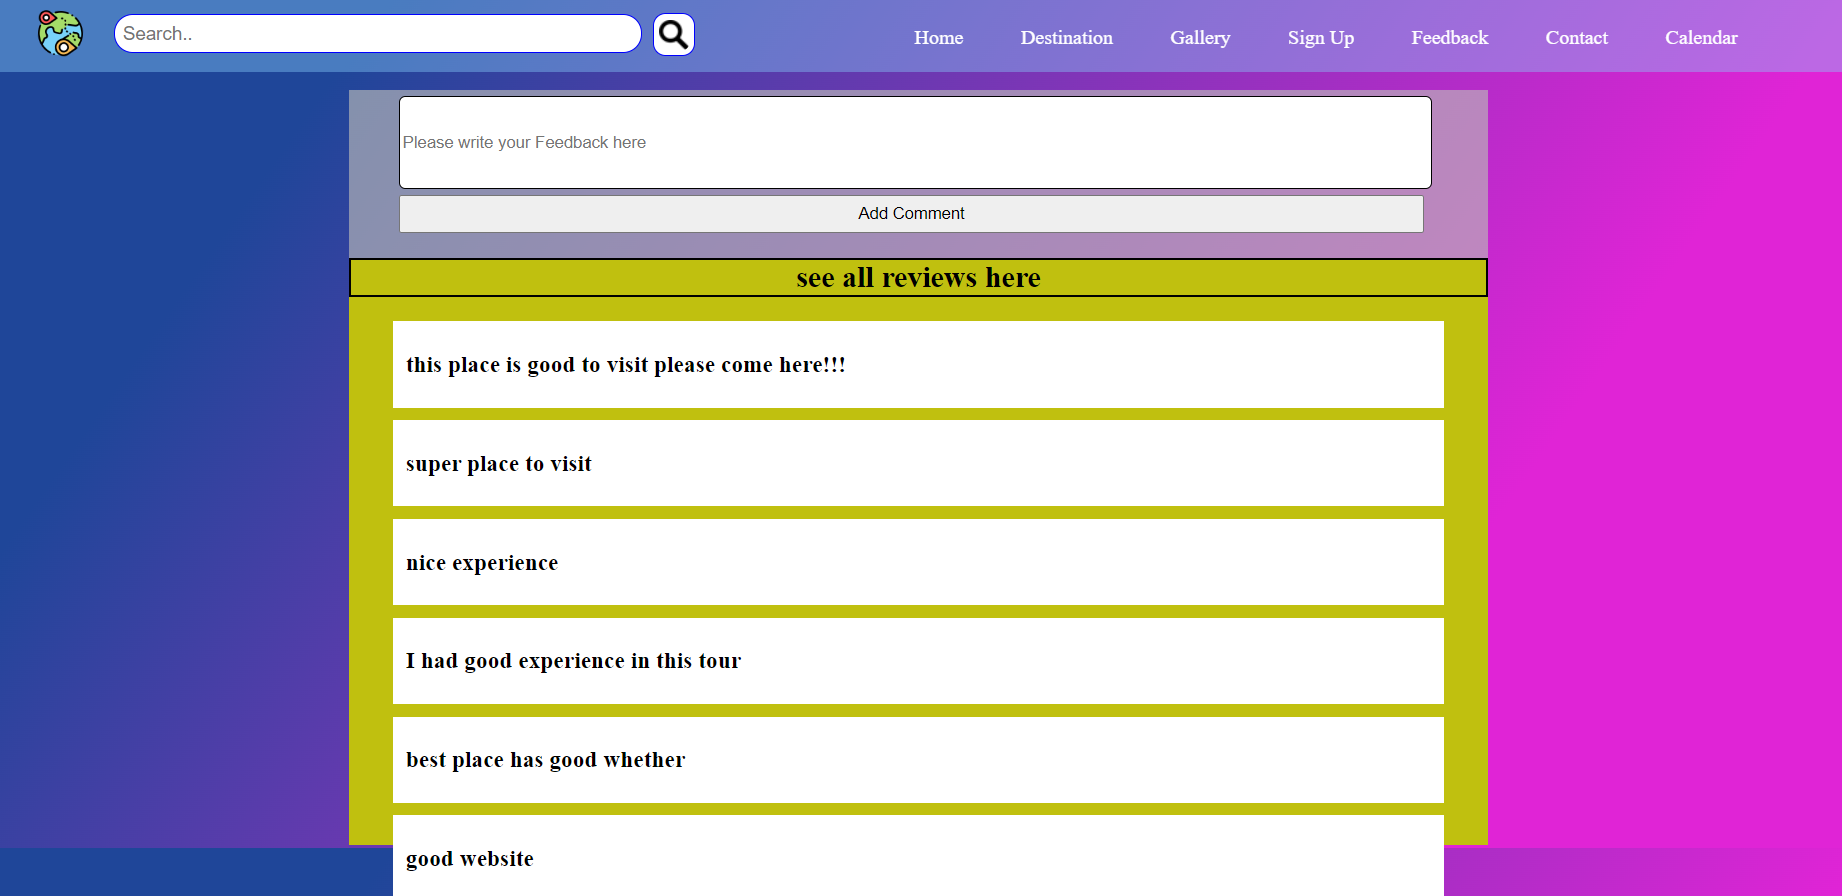 Search..
Home
Destination
Gallery
Sign Up
Feedback
Contact
Calendar
Please write your Feedback here
Add Comment
see all reviews here
this place is good to visit please come here!!!
super place to visit
nice experience
I had good experience in this tour
best place has good whether
good website